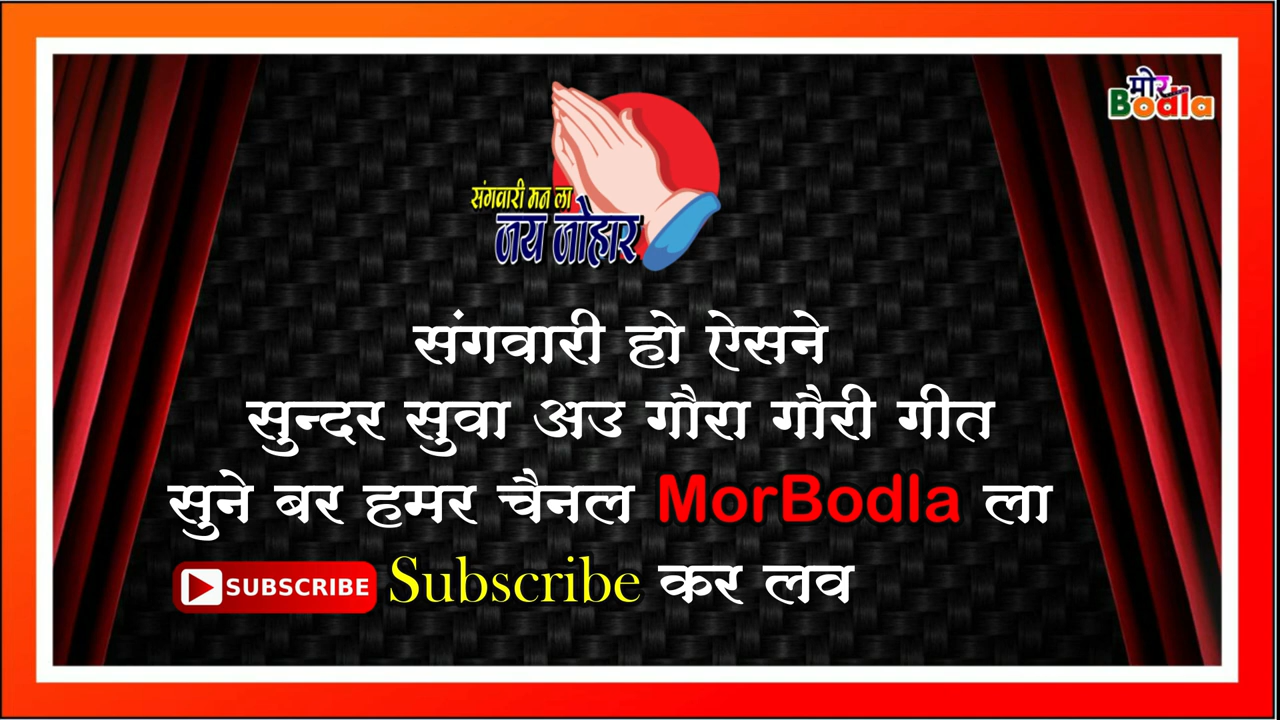 मोर
Bodla
संगवारी मन ला
जय जोहार
संगवारी हो ऐसने
सुन्दर सुवा अउ गौरा गौरी गीत
सुने बर हमर चैनल MorBodla ला
SUBSCRIBE Subscribe कर लव